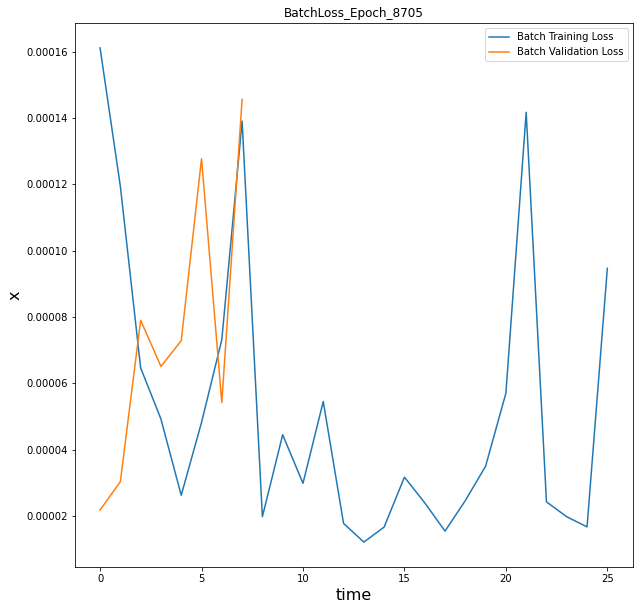 BatchLoss_Epoch_8705
Batch Training Loss
Batch Validation Loss
0.00016
0.00014
0.00012
0.00010
0.00008
0.00006
0.00004
0.00002
x
0 5 10 15 20 25
time